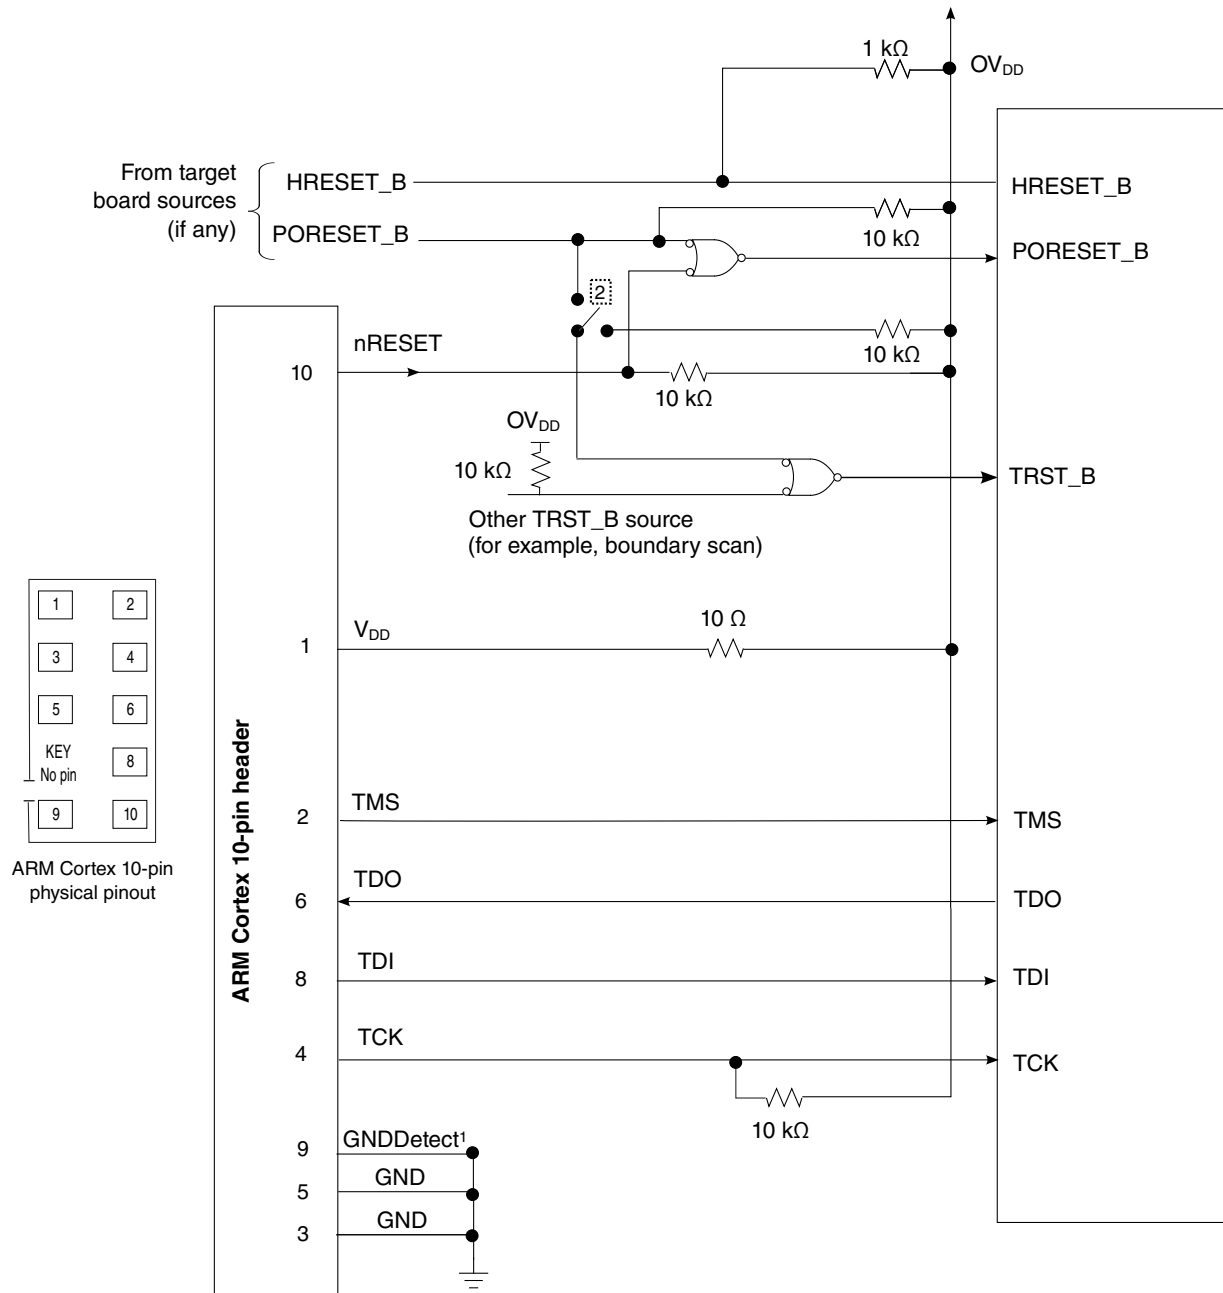 1 kΩ
OVDD
From target
board sources
(if any)
HRESET_B
HRESET_B
10 kΩ
PORESET_B
PORESET_B
2
10 kΩ
nRESET
10
10 kΩ
OVDD
10 kΩ
TRST_B
Other TRST_B source
(for example, boundary scan)
1 2
3 4
5 6
KEY
No pin
8
9 10
ARM Cortex 10-pin
physical pinout
ARM Cortex 10-pin header
1
VDD
10 Ω
2
TMS
TMS
6
TDO
TDO
8
TDI
TDI
4
TCK
TCK
10 kΩ
9
GNDDetect¹
5
GND
3
GND